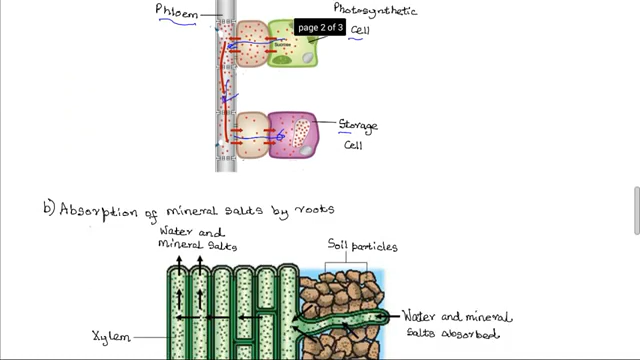 Phloem
Photosynthetic
Cell
page 2 of 3
Sucrose
Storage
Cell
b) Absorption of mineral salts by roots
Water and
mineral salts
Soil particles
Water and mineral
salts absorbed
Xylem